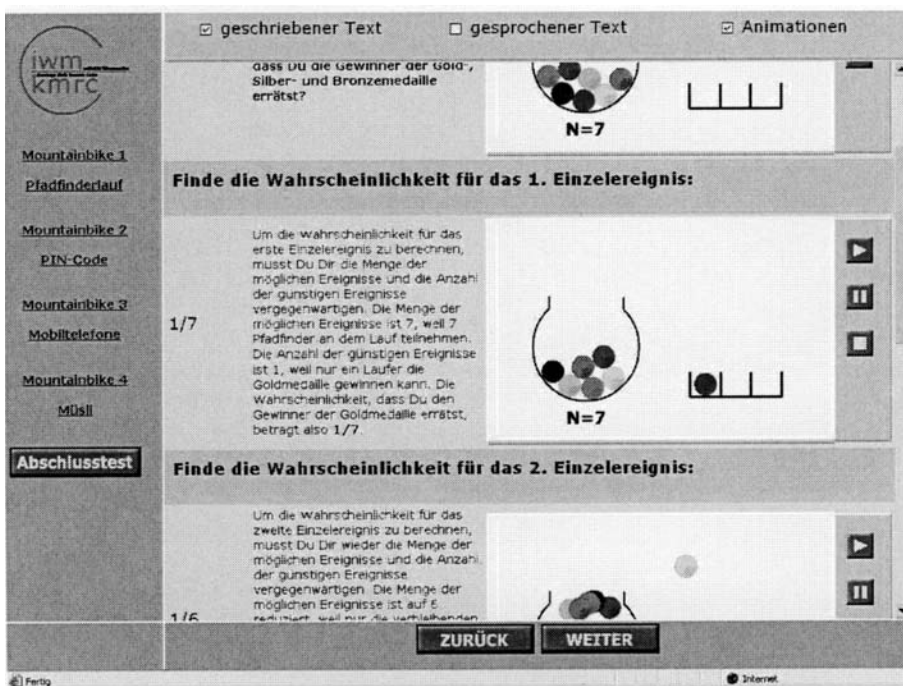 ☑ geschriebener Text ☐ gesprochener Text ☑ Animationen
iwm
kmrc
Mountainbike 1
Pfadfinderlauf
Mountainbike 2
PIN-Code
Mountainbike 3
Mobiltelefone
Mountainbike 4
Müsli
Abschlusstest
dass Du die Gewinner der Gold-,
Silber- und Bronzemedaille
errätst?
N=7
Finde die Wahrscheinlichkeit für das 1. Einzelereignis:
1/7
Um die Wahrscheinlichkeit für das
erste Einzelereignis zu berechnen,
musst Du Dir die Menge der
möglichen Ereignisse und die Anzahl
der günstigen Ereignisse
vergegenwärtigen. Die Menge der
möglichen Ereignisse ist 7, weil 7
Pfadfinder an dem Lauf teilnehmen.
Die Anzahl der günstigen Ereignisse
ist 1, weil nur ein Läufer die
Goldmedaille gewinnen kann. Die
Wahrscheinlichkeit, dass Du den
Gewinner der Goldmedaille errätst,
beträgt also 1/7.
N=7
Finde die Wahrscheinlichkeit für das 2. Einzelereignis:
1/6
Um die Wahrscheinlichkeit für das
zweite Einzelereignis zu berechnen,
musst Du Dir wieder die Menge der
möglichen Ereignisse und die Anzahl
der günstigen Ereignisse
vergegenwärtigen. Die Menge der
möglichen Ereignisse ist auf 6
reduziert, weil nur die verbleibenden
ZURÜCK WEITER
Fertig Internet